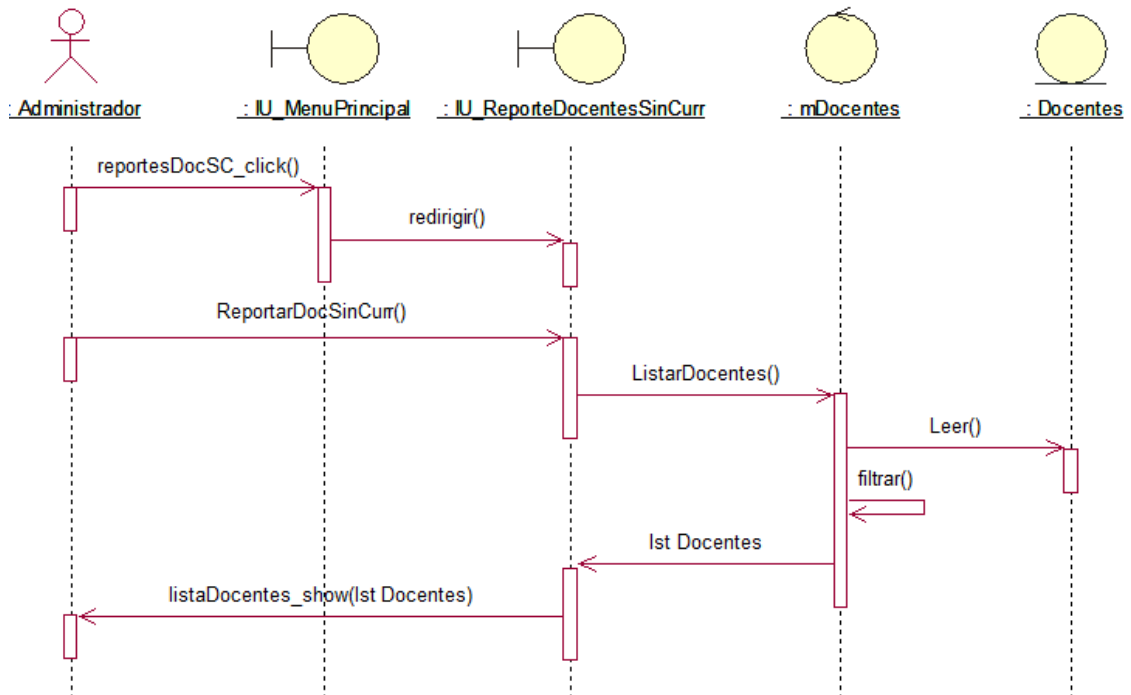 : Administrador
: IU_MenuPrincipal
: IU_ReporteDocentesSinCurr
: mDocentes
: Docentes
reportesDocSC_click()
redirigir()
ReportarDocSinCurr()
ListarDocentes()
Leer()
filtrar()
lst Docentes
listaDocentes_show(lst Docentes)